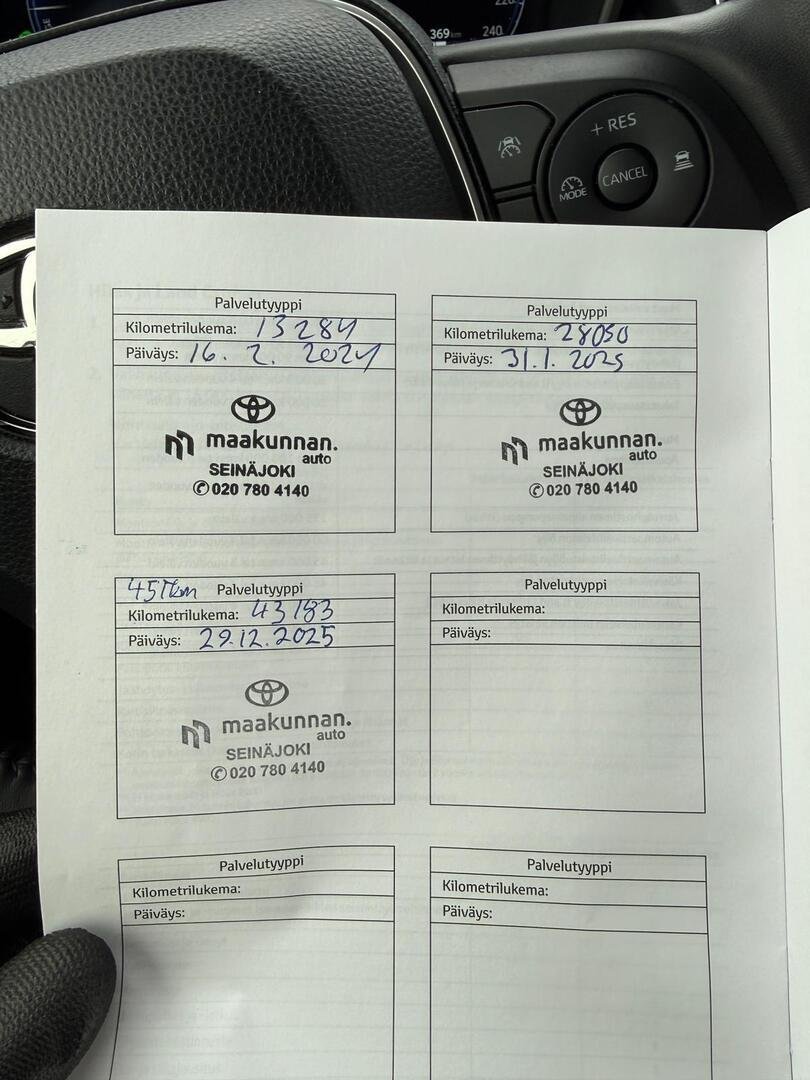 220
369 km 240
+ RES
MODE CANCEL
Palvelutyyppi
Kilometrilukema: 13284
Päiväys: 16. 2. 2024
maakunnan.
auto
SEINÄJOKI
020 780 4140
Palvelutyyppi
Kilometrilukema: 28050
Päiväys: 31.1. 2025
maakunnan.
auto
SEINÄJOKI
020 780 4140
45Tkm Palvelutyyppi
Kilometrilukema: 43183
Päiväys: 29.12.2025
maakunnan.
auto
SEINÄJOKI
020 780 4140
Palvelutyyppi
Kilometrilukema:
Päiväys:
Palvelutyyppi
Kilometrilukema:
Päiväys:
Palvelutyyppi
Kilometrilukema:
Päiväys: